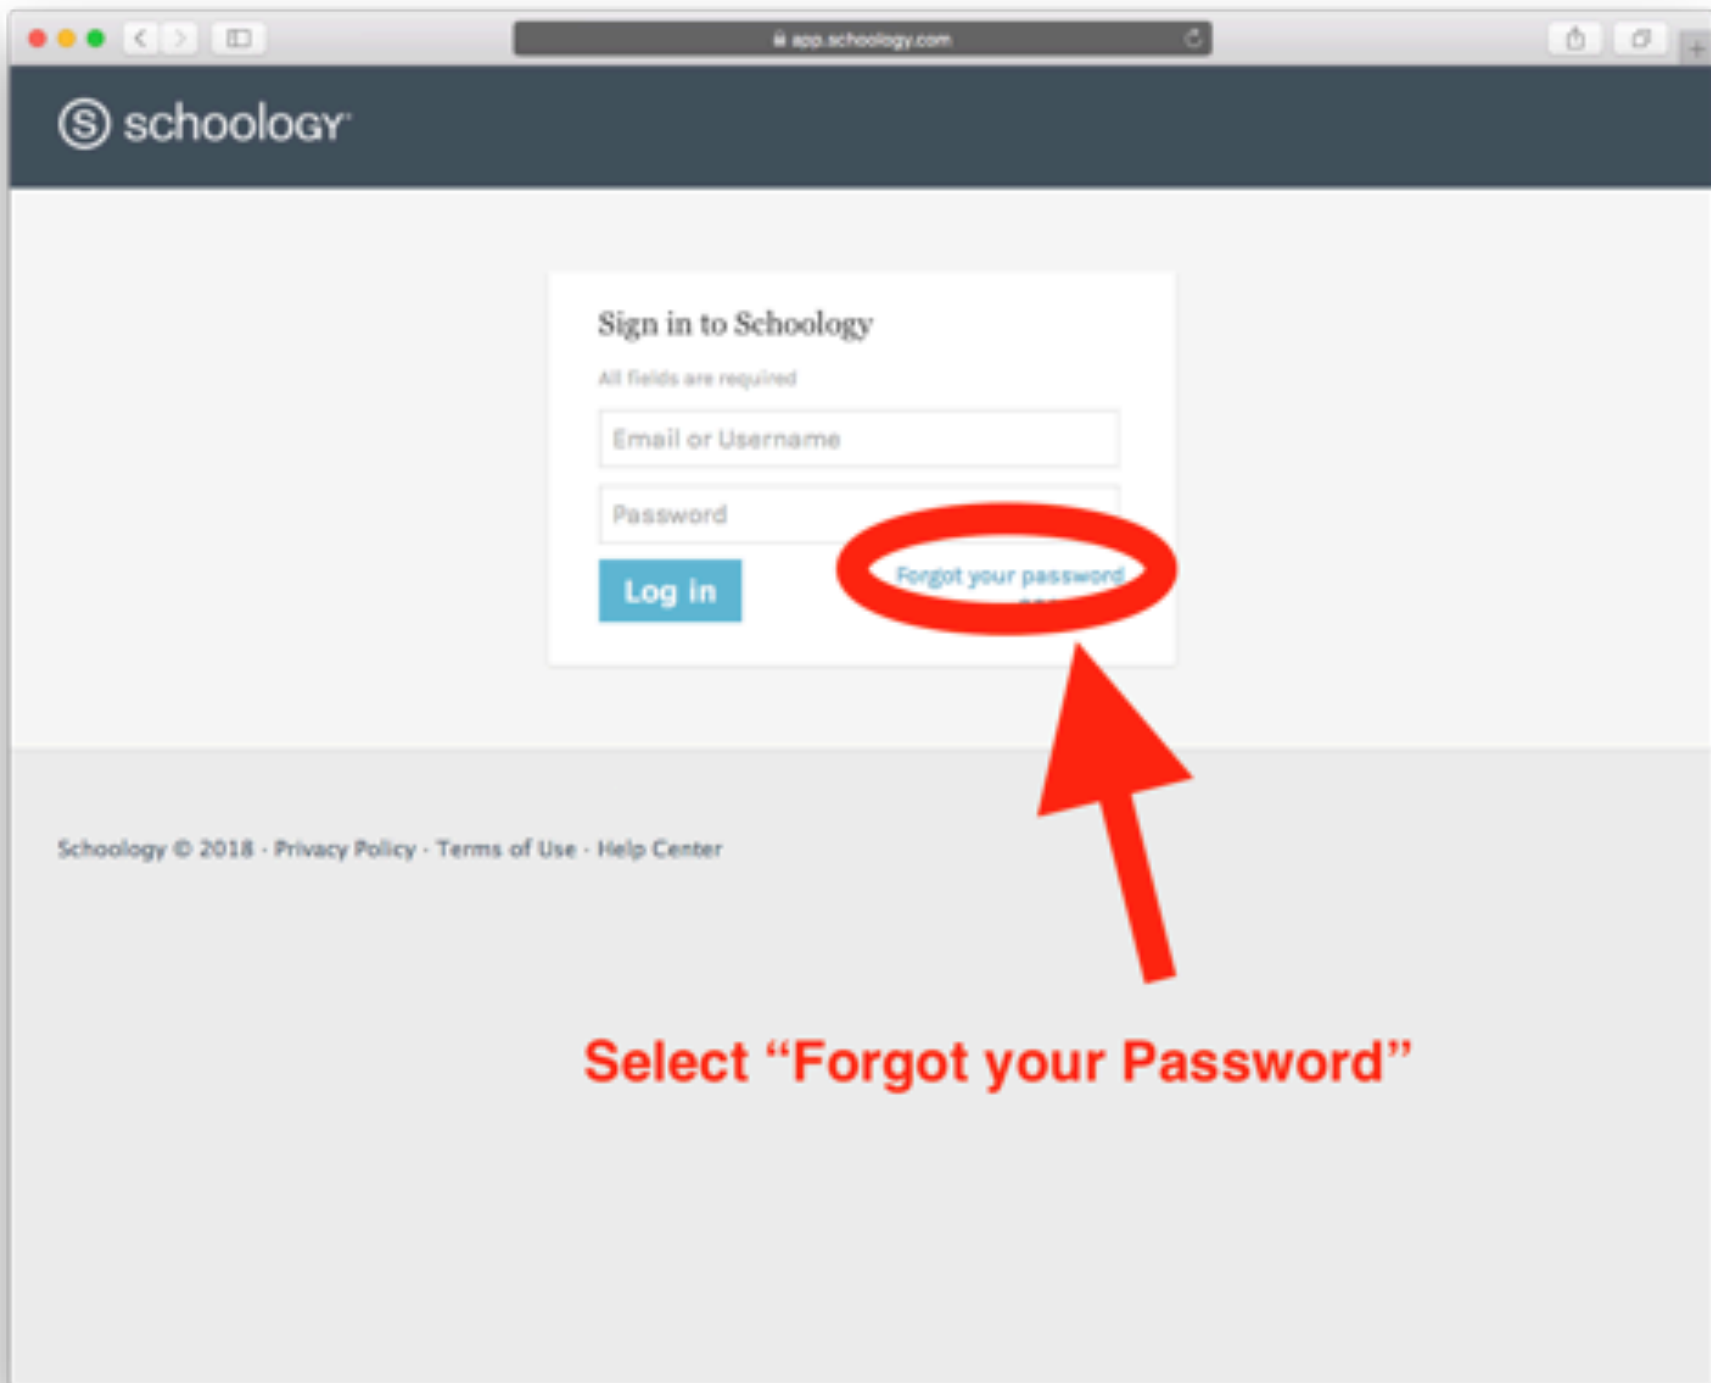 app.schoology.com
S schoology
Sign in to Schoology
All fields are required
Email or Username
Password
Forgot your password
Log in
Schoology © 2018 · Privacy Policy · Terms of Use · Help Center
Select “Forgot your Password”